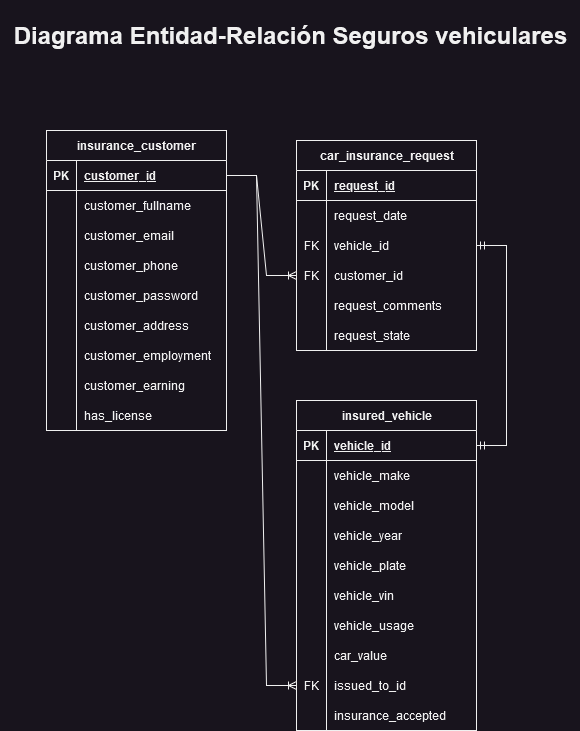 Diagrama Entidad-Relación Seguros vehiculares
insurance_customer
PK customer_id
customer_fullname
customer_email
customer_phone
customer_password
customer_address
customer_employment
customer_earning
has_license
car_insurance_request
PK request_id
request_date
FK vehicle_id
FK customer_id
request_comments
request_state
insured_vehicle
PK vehicle_id
vehicle_make
vehicle_model
vehicle_year
vehicle_plate
vehicle_vin
vehicle_usage
car_value
FK issued_to_id
insurance_accepted